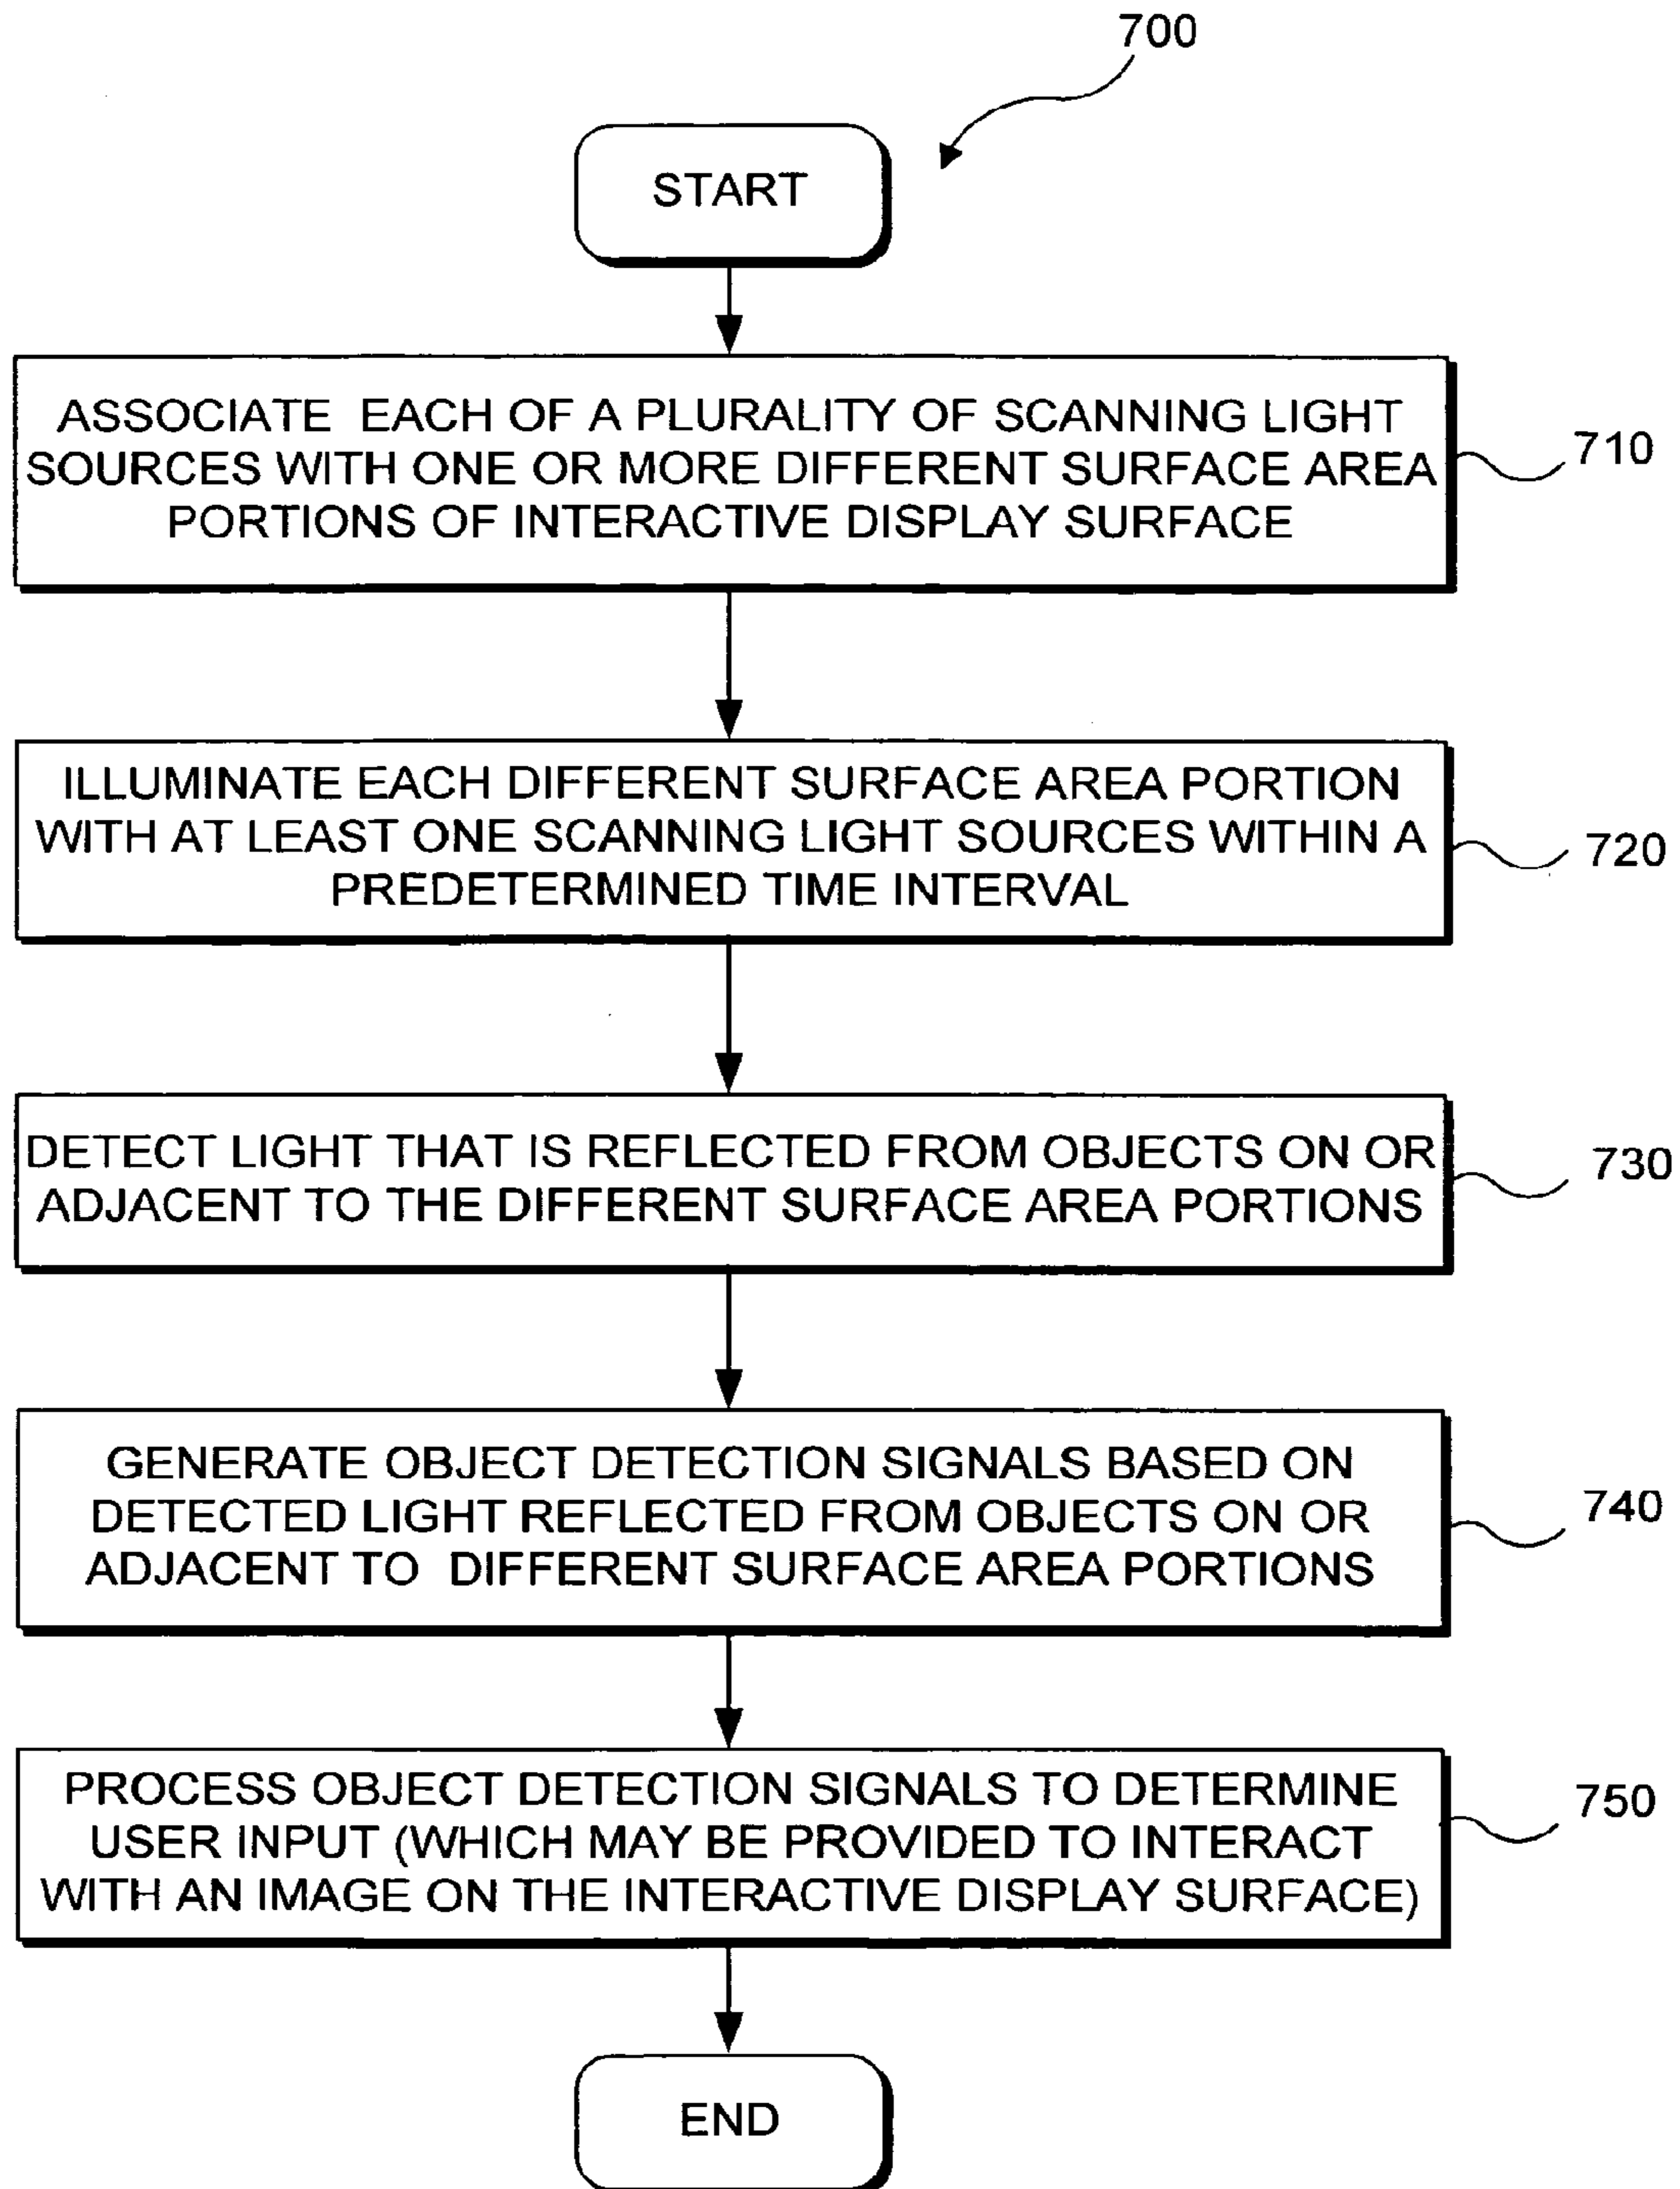 700
START
ASSOCIATE EACH OF A PLURALITY OF SCANNING LIGHT
SOURCES WITH ONE OR MORE DIFFERENT SURFACE AREA
PORTIONS OF INTERACTIVE DISPLAY SURFACE
710
ILLUMINATE EACH DIFFERENT SURFACE AREA PORTION
WITH AT LEAST ONE SCANNING LIGHT SOURCES WITHIN A
PREDETERMINED TIME INTERVAL
720
DETECT LIGHT THAT IS REFLECTED FROM OBJECTS ON OR
ADJACENT TO THE DIFFERENT SURFACE AREA PORTIONS
730
GENERATE OBJECT DETECTION SIGNALS BASED ON
DETECTED LIGHT REFLECTED FROM OBJECTS ON OR
ADJACENT TO DIFFERENT SURFACE AREA PORTIONS
740
PROCESS OBJECT DETECTION SIGNALS TO DETERMINE
USER INPUT (WHICH MAY BE PROVIDED TO INTERACT
WITH AN IMAGE ON THE INTERACTIVE DISPLAY SURFACE)
750
END